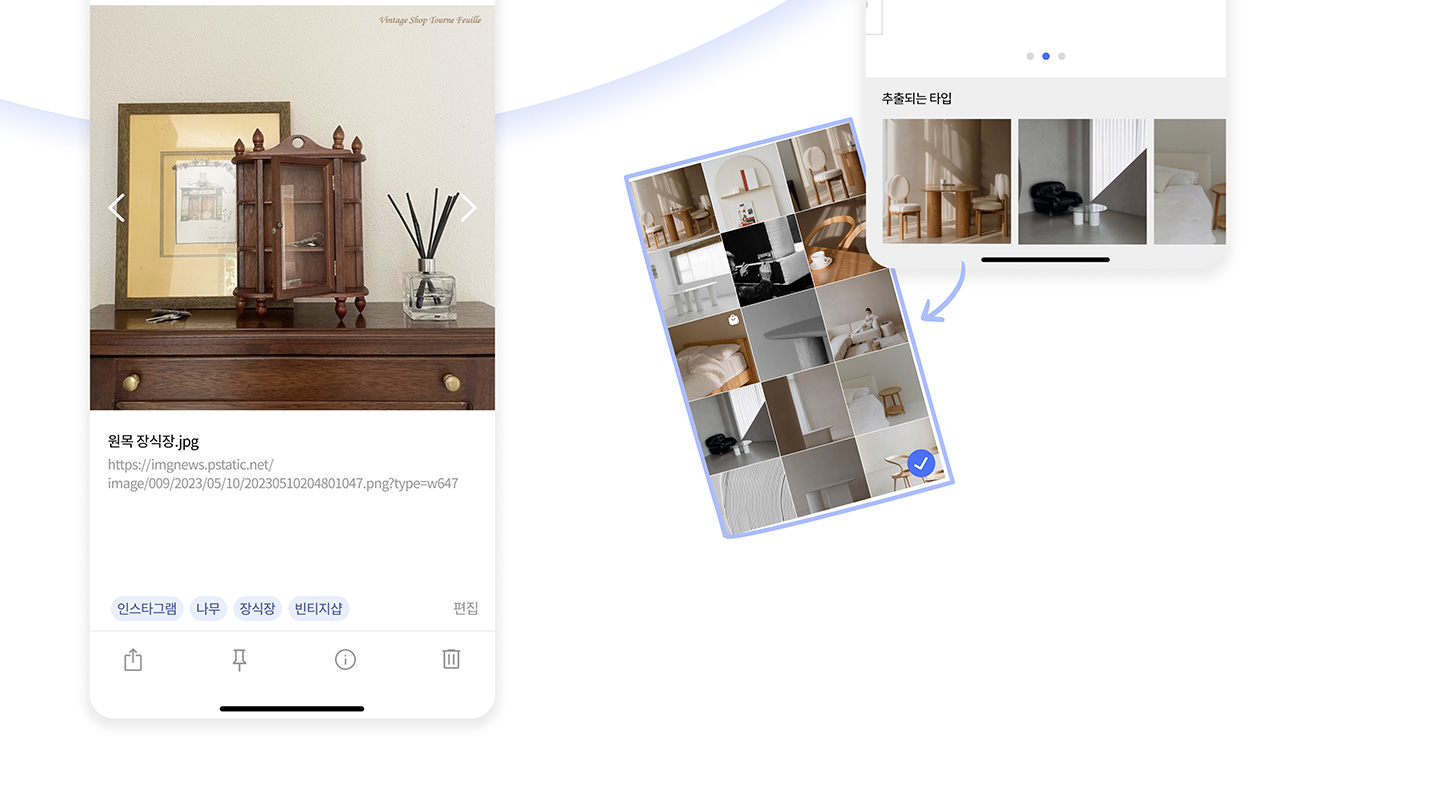 Vintage Shop Tourne Feuille
원목 장식장.jpg
https://imgnews.pstatic.net/
image/009/2023/05/10/20230510204801047.png?type=w647
인스타그램 나무 장식장 빈티지샵 편집
추출되는 타입